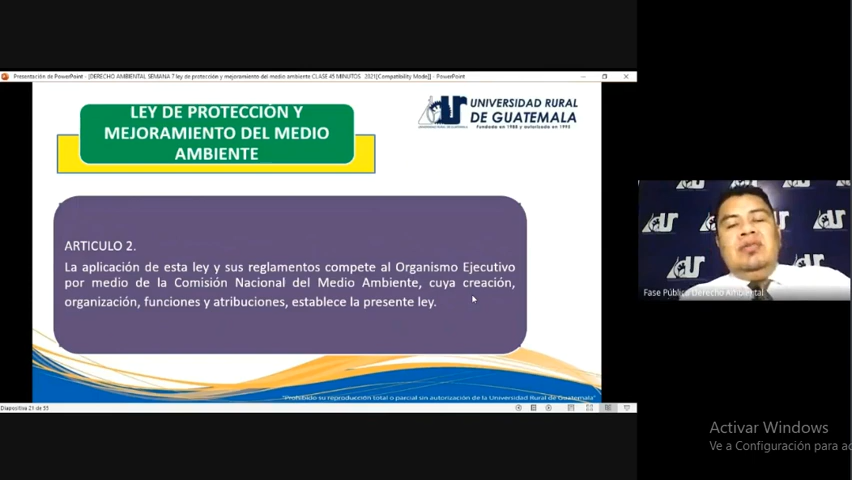 Presentación de PowerPoint - [DERECHO AMBIENTAL SEMANA 7 ley de protección y mejoramiento del medio ambiente CLASE 45 MINUTOS 2021[Compatibility Mode]] - PowerPoint
LEY DE PROTECCIÓN Y
MEJORAMIENTO DEL MEDIO
AMBIENTE
UNIVERSIDAD RURAL
DE GUATEMALA
Fundada en 1988 y autorizada en 1995
ARTICULO 2.
La aplicación de esta ley y sus reglamentos compete al Organismo Ejecutivo
por medio de la Comisión Nacional del Medio Ambiente, cuya creación,
organización, funciones y atribuciones, establece la presente ley.
"Prohibido su reproducción total o parcial sin autorización de la Universidad Rural de Guatemala"
Diapositiva 29 de 55
Fase Pública Derecho Ambiental
Activar Windows
Ve a Configuración para ac